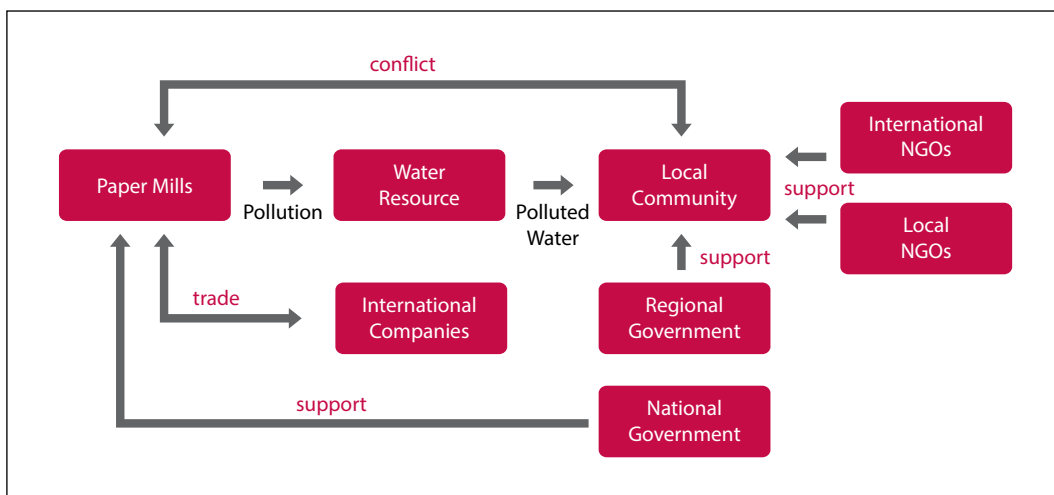 conflict
International
NGOs
Paper Mills
Water
Resource
Local
Community
support
Pollution
Polluted
Water
Local
NGOs
support
trade
International
Companies
Regional
Government
support
National
Government